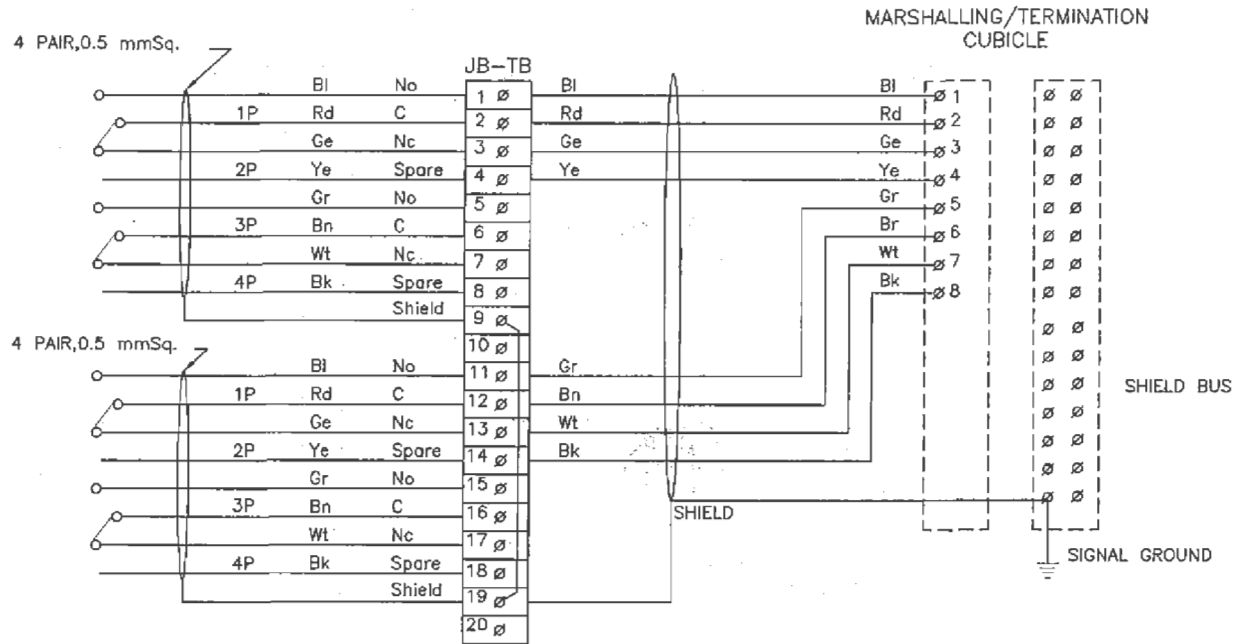 MARSHALLING/TERMINATION
CUBICLE
4 PAIR,0.5 mmSq.
JB-TB
Bl No 1 Bl Bl 1
1P Rd C 2 Rd Rd 2
Ge Nc 3 Ge Ge 3
2P Ye Spare 4 Ye Ye 4
Gr No 5 Gr 5
3P Bn C 6 Br 6
Wt Nc 7 Wt 7
4P Bk Spare 8 Bk 8
Shield 9
4 PAIR,0.5 mmSq.
10
Bl No 11 Gr
1P Rd C 12 Bn
SHIELD BUS
Ge Nc 13 Wt
2P Ye Spare 14 Bk
Gr No 15
3P Bn C 16
SHIELD
Wt Nc 17
SIGNAL GROUND
4P Bk Spare 18
Shield 19
20